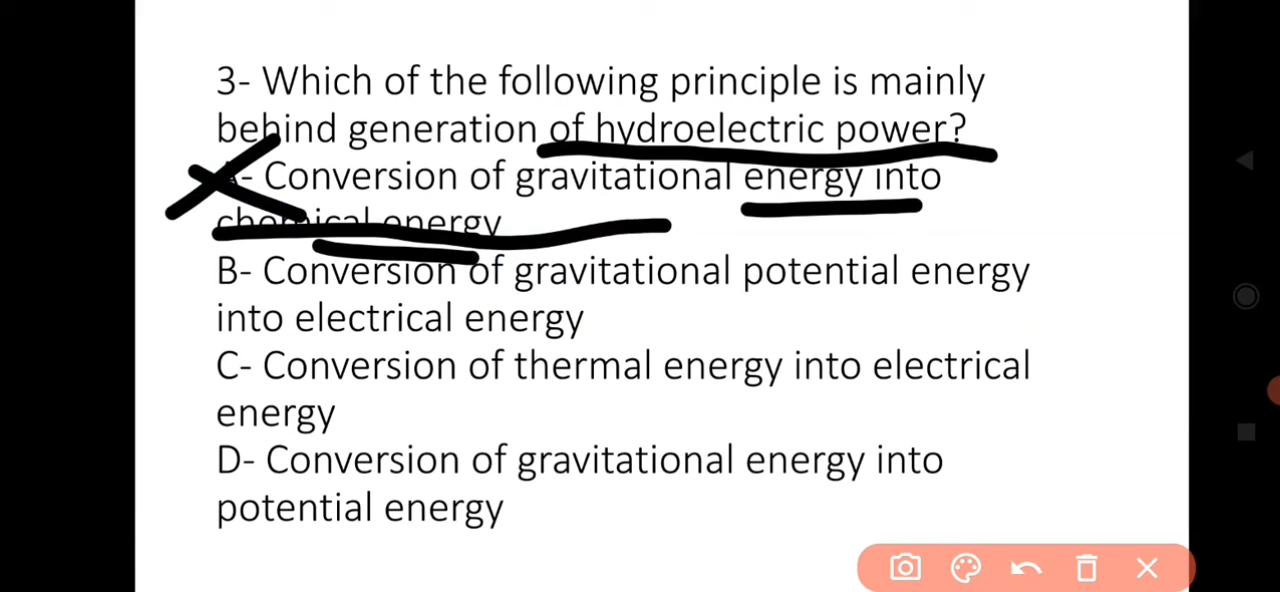 3- Which of the following principle is mainly
behind generation of hydroelectric power?
A- Conversion of gravitational energy into
chemical energy
B- Conversion of gravitational potential energy
into electrical energy
C- Conversion of thermal energy into electrical
energy
D- Conversion of gravitational energy into
potential energy